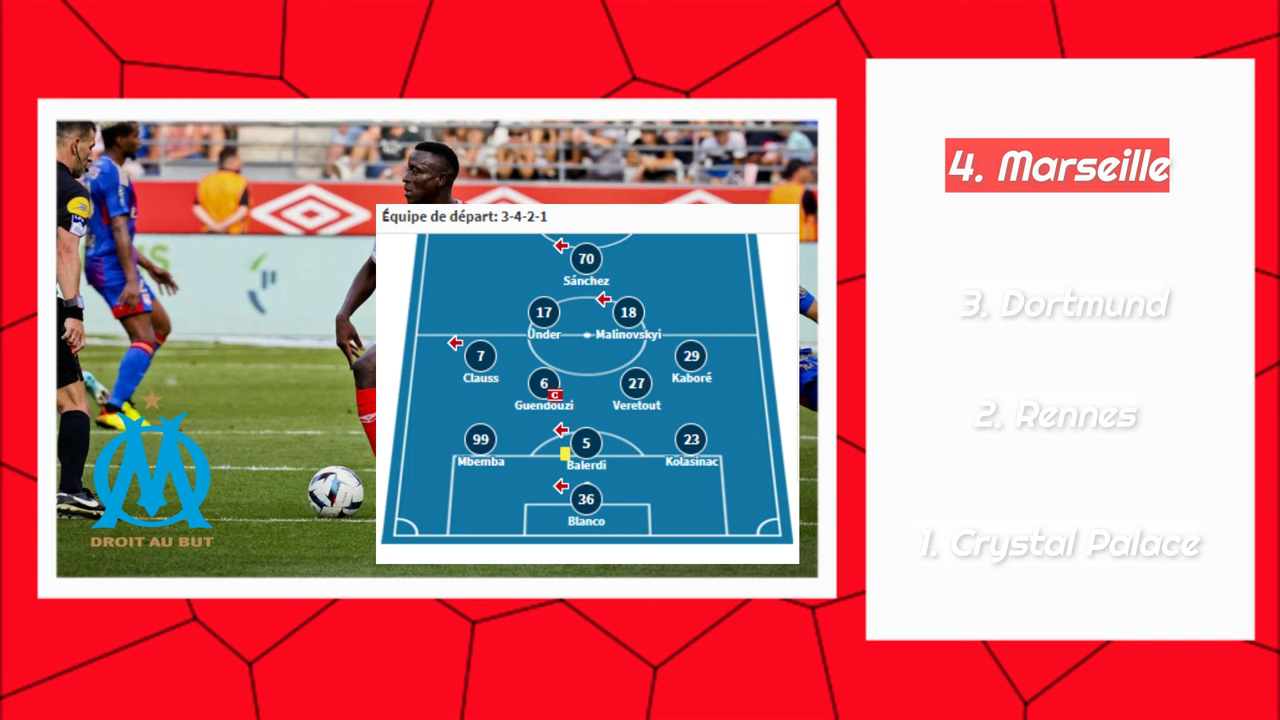 Équipe de départ: 3-4-2-1
70
Sánchez
17
18
Ünder
Malinovskyi
7
29
Clauss
Kaboré
6
27
C
Guendouzi
Veretout
99
5
23
Mbemba
Balerdi
Kolasinac
36
Blanco
DROIT AU BUT
4. Marseille
3. Dortmund
2. Rennes
1. Crystal Palace